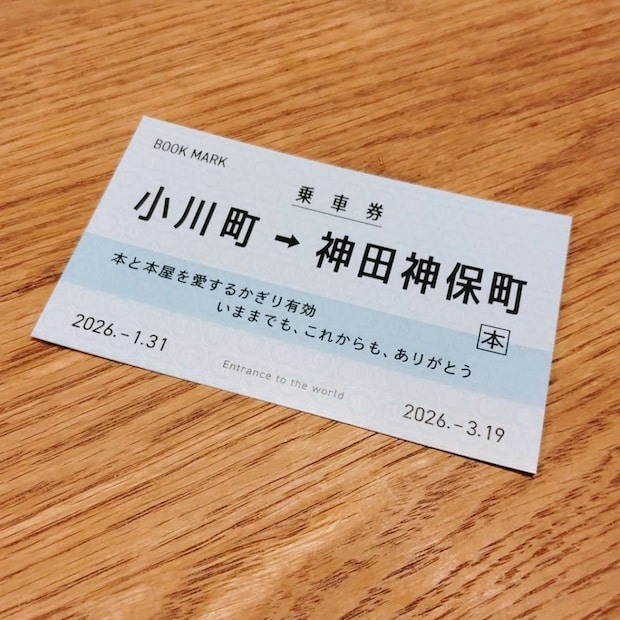 BOOK MARK
乗車券
小川町 → 神田神保町
本と本屋を愛するかぎり有効
いままでも、これからも、ありがとう
本
2026.-1.31
Entrance to the world
2026.-3.19